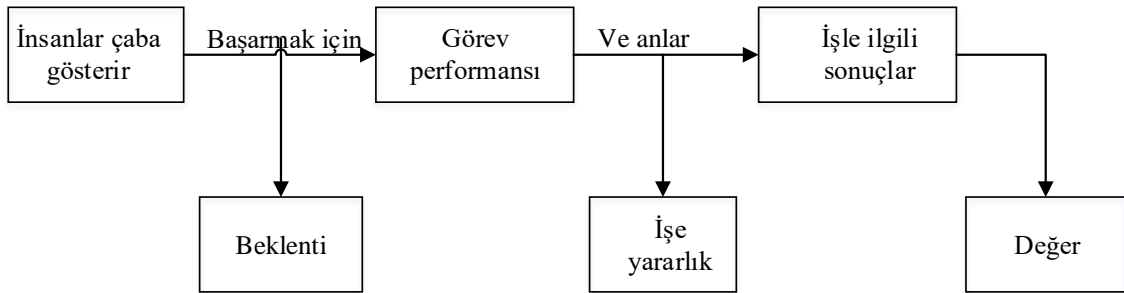 İnsanlar çaba
gösterir
Başarmak için
Görev
performansı
Ve anlar
İşle ilgili
sonuçlar
Beklenti
İşe
yararlık
Değer